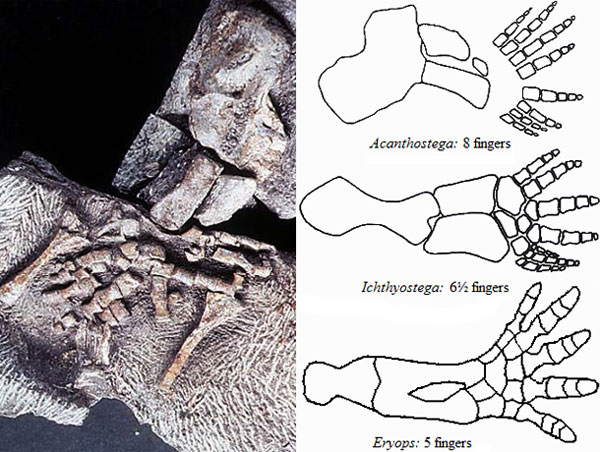 Acanthostega: 8 fingers
Ichthyostega: 6½ fingers
Eryops: 5 fingers